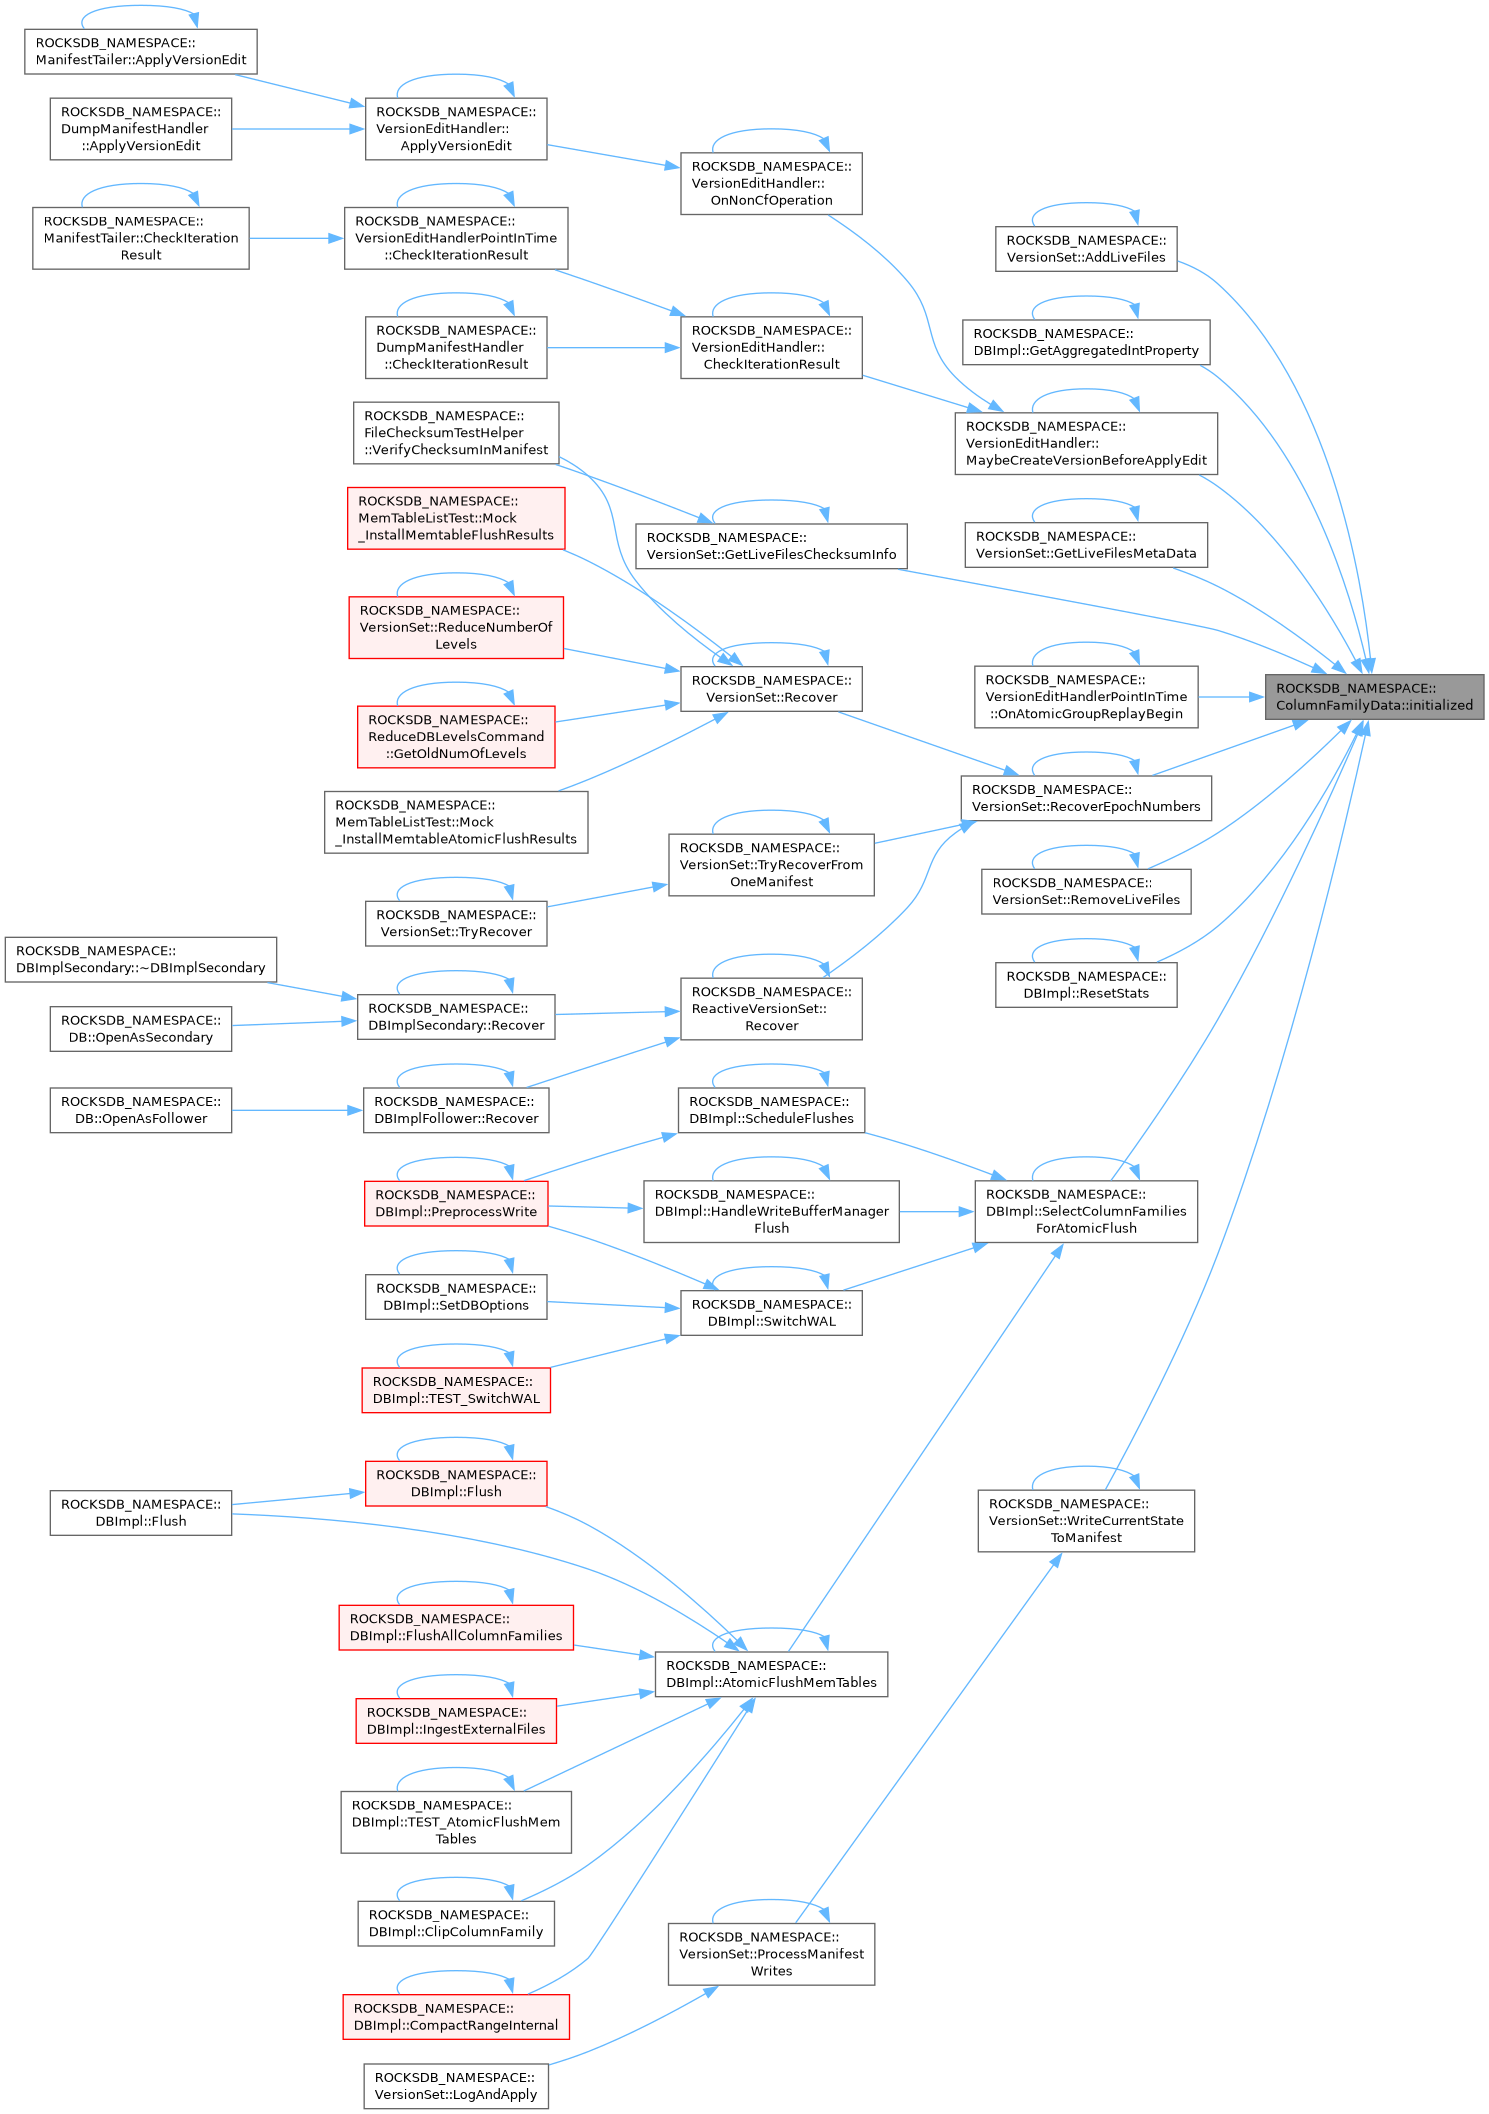 ROCKSDB_NAMESPACE::
ManifestTailer::ApplyVersionEdit
ROCKSDB_NAMESPACE::
DumpManifestHandler
::ApplyVersionEdit
ROCKSDB_NAMESPACE::
VersionEditHandler::
ApplyVersionEdit
ROCKSDB_NAMESPACE::
VersionEditHandler::
OnNonCfOperation
ROCKSDB_NAMESPACE::
ManifestTailer::CheckIteration
Result
ROCKSDB_NAMESPACE::
VersionEditHandlerPointInTime
::CheckIterationResult
ROCKSDB_NAMESPACE::
VersionSet::AddLiveFiles
ROCKSDB_NAMESPACE::
DumpManifestHandler
::CheckIterationResult
ROCKSDB_NAMESPACE::
VersionEditHandler::
CheckIterationResult
ROCKSDB_NAMESPACE::
DBImpl::GetAggregatedIntProperty
ROCKSDB_NAMESPACE::
FileChecksumTestHelper
::VerifyChecksumInManifest
ROCKSDB_NAMESPACE::
VersionEditHandler::
MaybeCreateVersionBeforeApplyEdit
ROCKSDB_NAMESPACE::
MemTableListTest::Mock
_InstallMemtableFlushResults
ROCKSDB_NAMESPACE::
VersionSet::GetLiveFilesChecksumInfo
ROCKSDB_NAMESPACE::
VersionSet::GetLiveFilesMetaData
ROCKSDB_NAMESPACE::
VersionSet::ReduceNumberOf
Levels
ROCKSDB_NAMESPACE::
VersionSet::Recover
ROCKSDB_NAMESPACE::
VersionEditHandlerPointInTime
::OnAtomicGroupReplayBegin
ROCKSDB_NAMESPACE::
ColumnFamilyData::initialized
ROCKSDB_NAMESPACE::
ReduceDBLevelsCommand
::GetOldNumOfLevels
ROCKSDB_NAMESPACE::
MemTableListTest::Mock
_InstallMemtableAtomicFlushResults
ROCKSDB_NAMESPACE::
VersionSet::RecoverEpochNumbers
ROCKSDB_NAMESPACE::
VersionSet::TryRecoverFrom
OneManifest
ROCKSDB_NAMESPACE::
VersionSet::RemoveLiveFiles
ROCKSDB_NAMESPACE::
VersionSet::TryRecover
ROCKSDB_NAMESPACE::
DBImplSecondary::~DBImplSecondary
ROCKSDB_NAMESPACE::
DBImpl::ResetStats
ROCKSDB_NAMESPACE::
DB::OpenAsSecondary
ROCKSDB_NAMESPACE::
DBImplSecondary::Recover
ROCKSDB_NAMESPACE::
ReactiveVersionSet::
Recover
ROCKSDB_NAMESPACE::
DB::OpenAsFollower
ROCKSDB_NAMESPACE::
DBImplFollower::Recover
ROCKSDB_NAMESPACE::
DBImpl::ScheduleFlushes
ROCKSDB_NAMESPACE::
DBImpl::PreprocessWrite
ROCKSDB_NAMESPACE::
DBImpl::HandleWriteBufferManager
Flush
ROCKSDB_NAMESPACE::
DBImpl::SelectColumnFamilies
ForAtomicFlush
ROCKSDB_NAMESPACE::
DBImpl::SetDBOptions
ROCKSDB_NAMESPACE::
DBImpl::SwitchWAL
ROCKSDB_NAMESPACE::
DBImpl::TEST_SwitchWAL
ROCKSDB_NAMESPACE::
DBImpl::Flush
ROCKSDB_NAMESPACE::
DBImpl::Flush
ROCKSDB_NAMESPACE::
VersionSet::WriteCurrentState
ToManifest
ROCKSDB_NAMESPACE::
DBImpl::FlushAllColumnFamilies
ROCKSDB_NAMESPACE::
DBImpl::AtomicFlushMemTables
ROCKSDB_NAMESPACE::
DBImpl::IngestExternalFiles
ROCKSDB_NAMESPACE::
DBImpl::TEST_AtomicFlushMem
Tables
ROCKSDB_NAMESPACE::
DBImpl::ClipColumnFamily
ROCKSDB_NAMESPACE::
VersionSet::ProcessManifest
Writes
ROCKSDB_NAMESPACE::
DBImpl::CompactRangeInternal
ROCKSDB_NAMESPACE::
VersionSet::LogAndApply